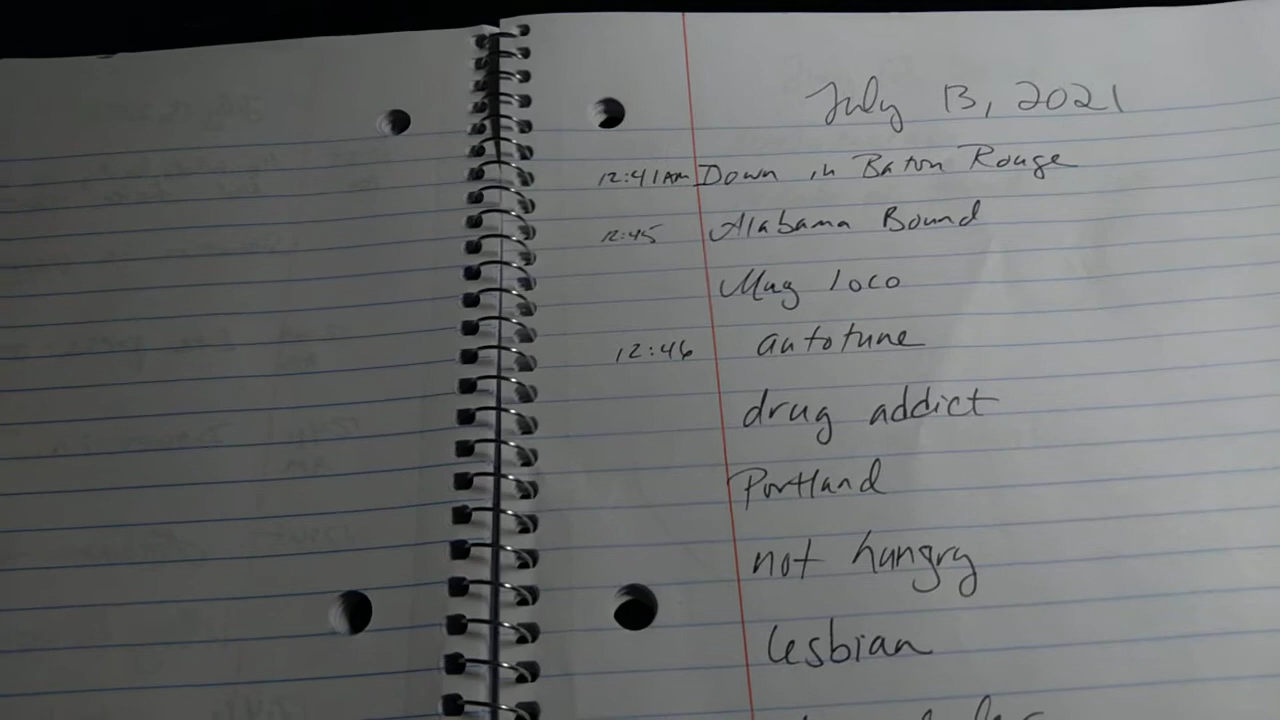 July 13, 2021
12:41AM Down in Baton Rouge
12:45 Alabama Bound
Mug loco
12:46 autotune
drug addict
Portland
not hungry
lesbian